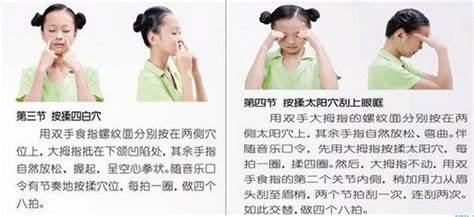 第三节 按揉四白穴
用双手食指螺纹面分别按在两侧穴
位上，大拇指抵在下颌凹陷处，其余手指
自然放松、握起，呈空心拳状。随音乐口
令有节奏地按揉穴位，每拍一圈，做四个
八拍。
第四节 按揉太阳穴刮上眼眶
用双手大拇指的螺纹面分别按在两
侧太阳穴上，其余手指自然放松、弯曲。伴
随音乐口令，先用大拇指按揉太阳穴，每
拍一圈，揉四圈。然后，大拇指不动，用双
手食指的第二个关节内侧，稍加用力从眉
头刮至眉梢，两个节拍刮一次，连刮两次。
如此交替，做四个八拍。